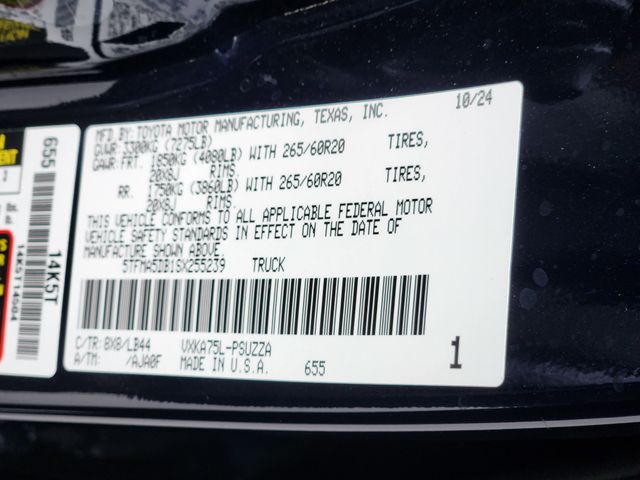 MFD.BY:TOYOTA MOTOR MANUFACTURING, TEXAS, INC. 10/24
GVWR:3300KG (7275LB)
GAWR:FRT. 1850KG (4080LB) WITH 265/60R20 TIRES,
20X8J RIMS,
RR. 1750KG (3860LB) WITH 265/60R20 TIRES,
20X8J RIMS,
THIS VEHICLE CONFORMS TO ALL APPLICABLE FEDERAL MOTOR
VEHICLE SAFETY STANDARDS IN EFFECT ON THE DATE OF
MANUFACTURE SHOWN ABOVE.
5TFMA5DB1SX255239 TRUCK
C/TR:8X8/LB44 VXKA75L-PSUZZA
A/TM: /AJA0F MADE IN U.S.A. 655 1
655
14K5T
14K5T14504